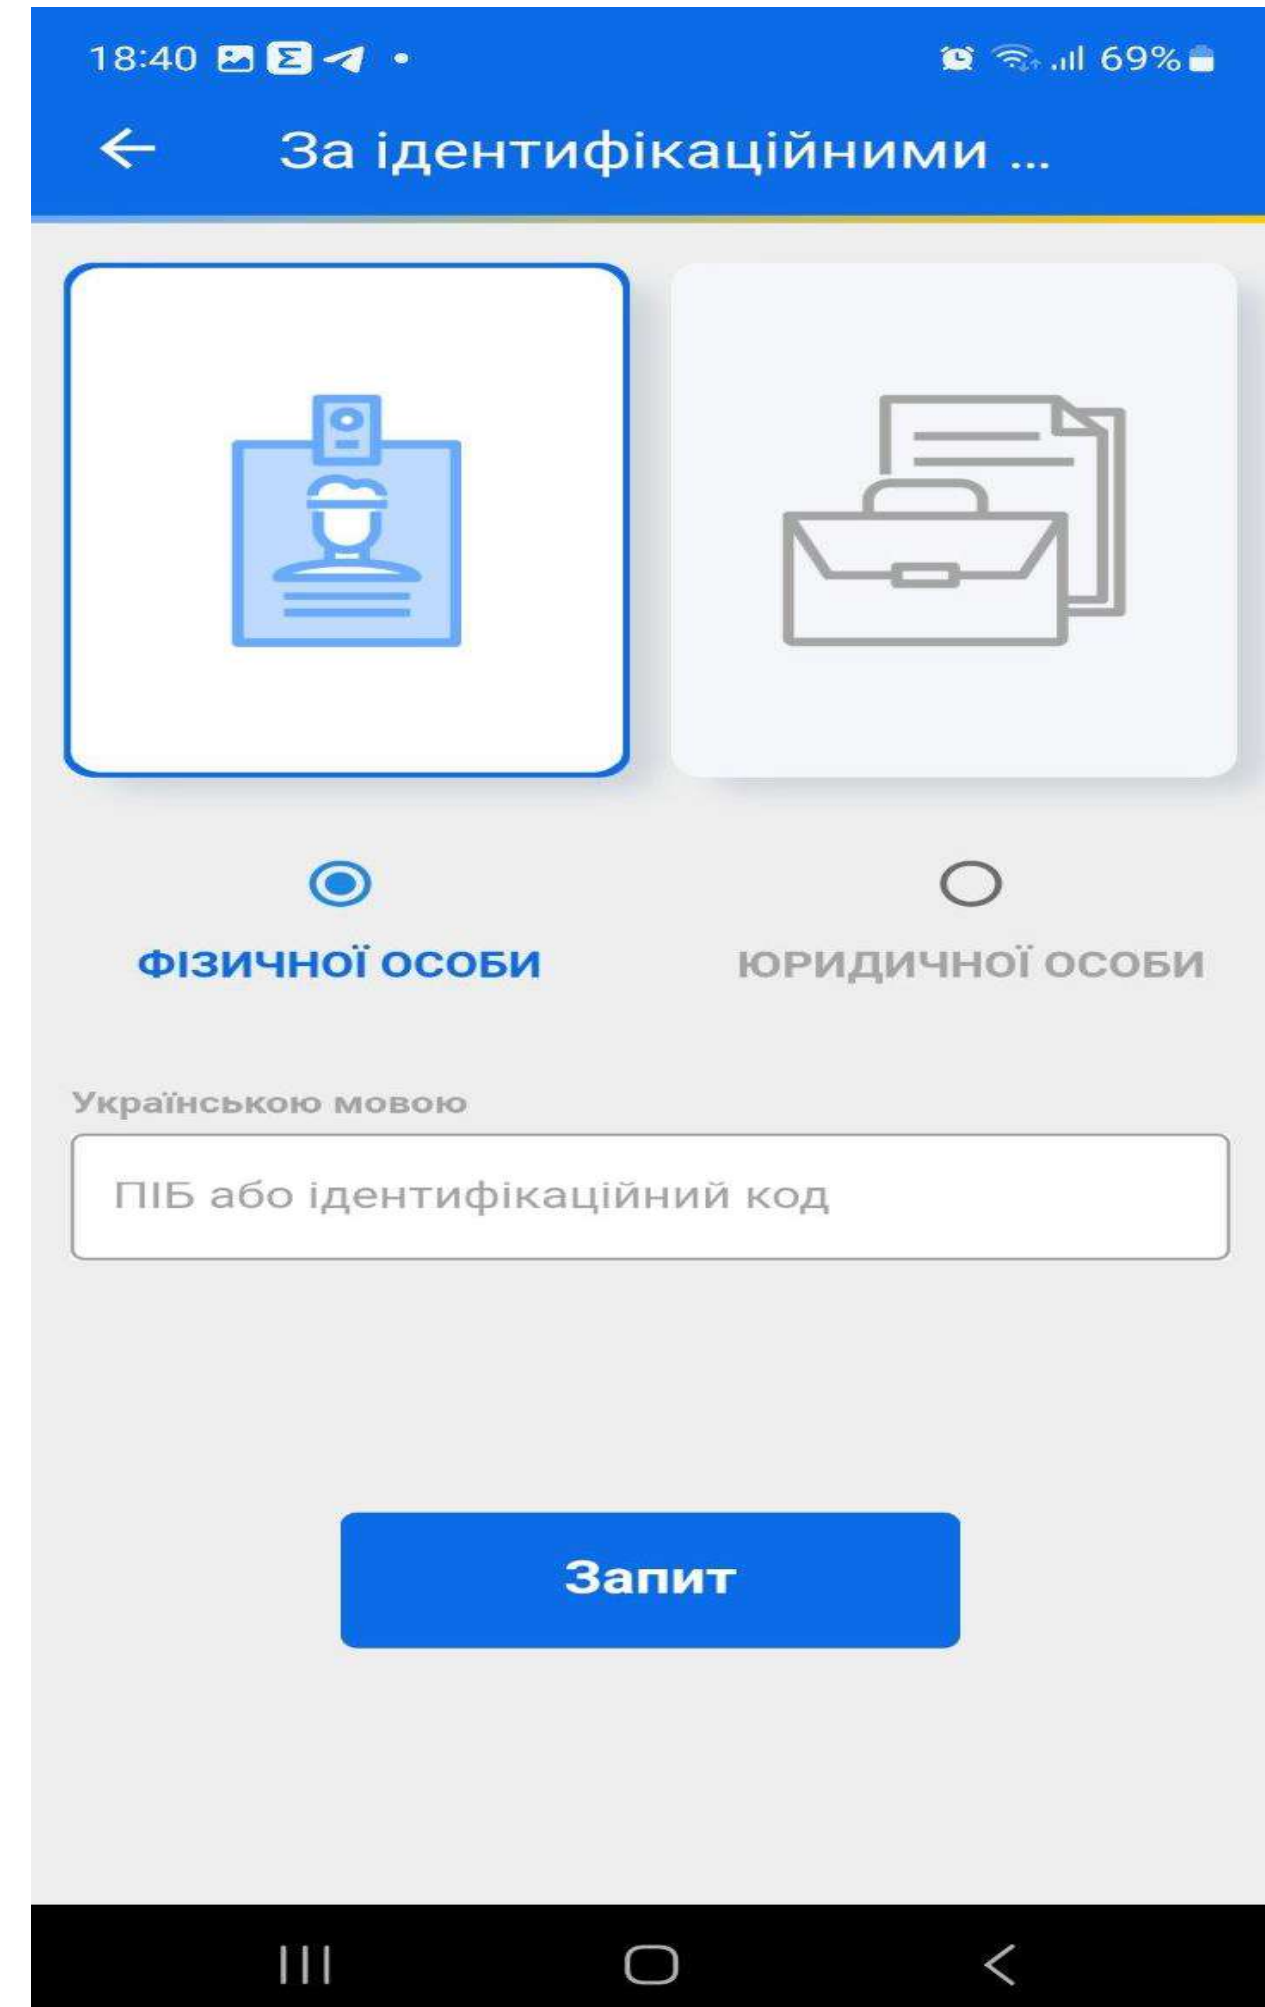 18:40
69%
За ідентифікаційними ...
ФІЗИЧНОЇ ОСОБИ
ЮРИДИЧНОЇ ОСОБИ
Українською мовою
ПІБ або ідентифікаційний код
Запит